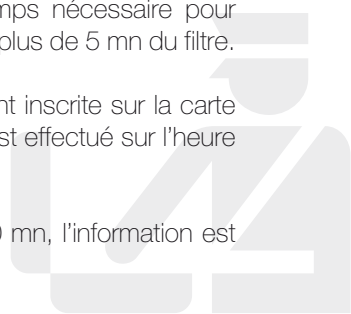 mps nécessaire pour
plus de 5 mn du filtre.
nt inscrite sur la carte
st effectué sur l'heure
mn, l'information est